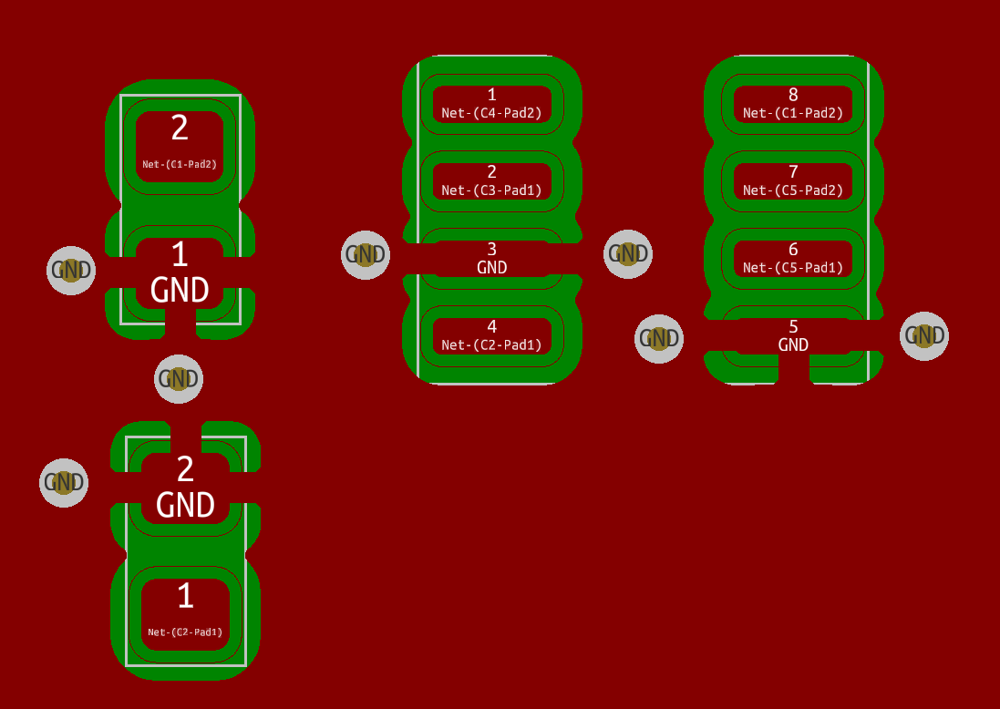 2
Net-(C1-Pad2)
1
GND
GND
GND
2
GND
GND
1
Net-(C2-Pad1)
1
Net-(C4-Pad2)
2
Net-(C3-Pad1)
GND
3
GND
GND
4
Net-(C2-Pad1)
8
Net-(C1-Pad2)
7
Net-(C5-Pad2)
6
Net-(C5-Pad1)
GND
5
GND
GND